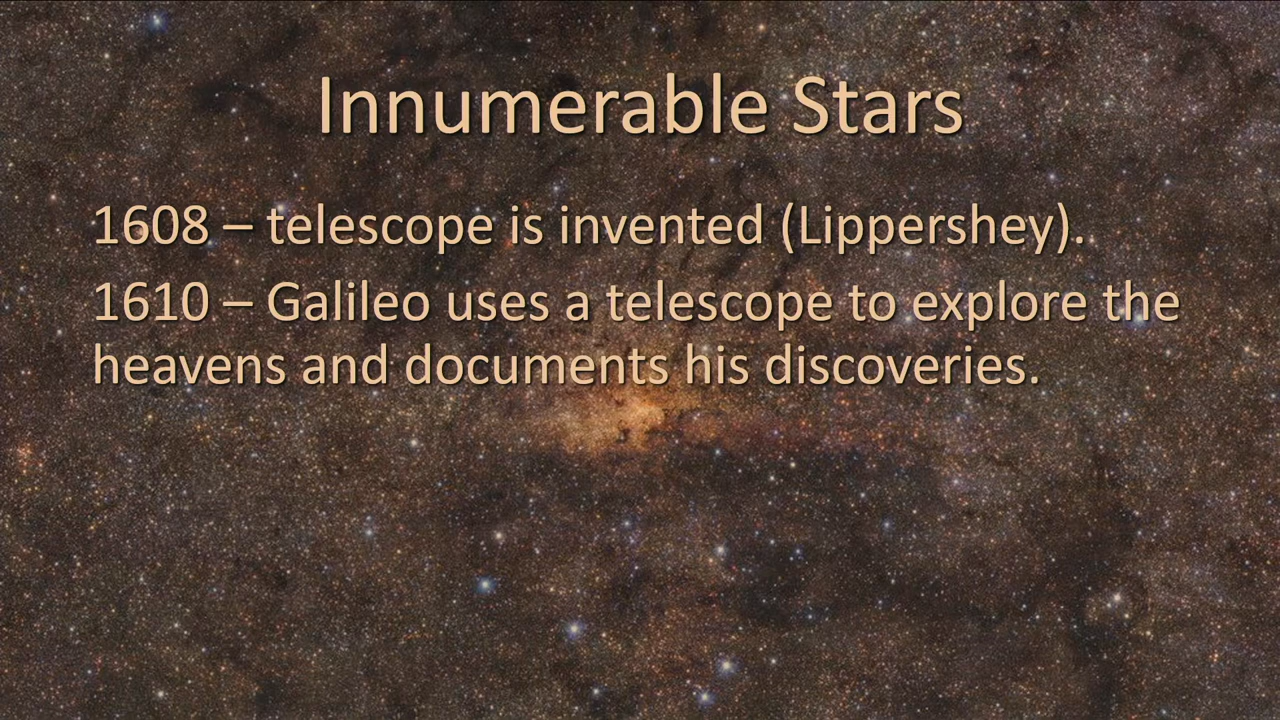 Innumerable Stars
1608 – telescope is invented (Lippershey).
1610 – Galileo uses a telescope to explore the
heavens and documents his discoveries.